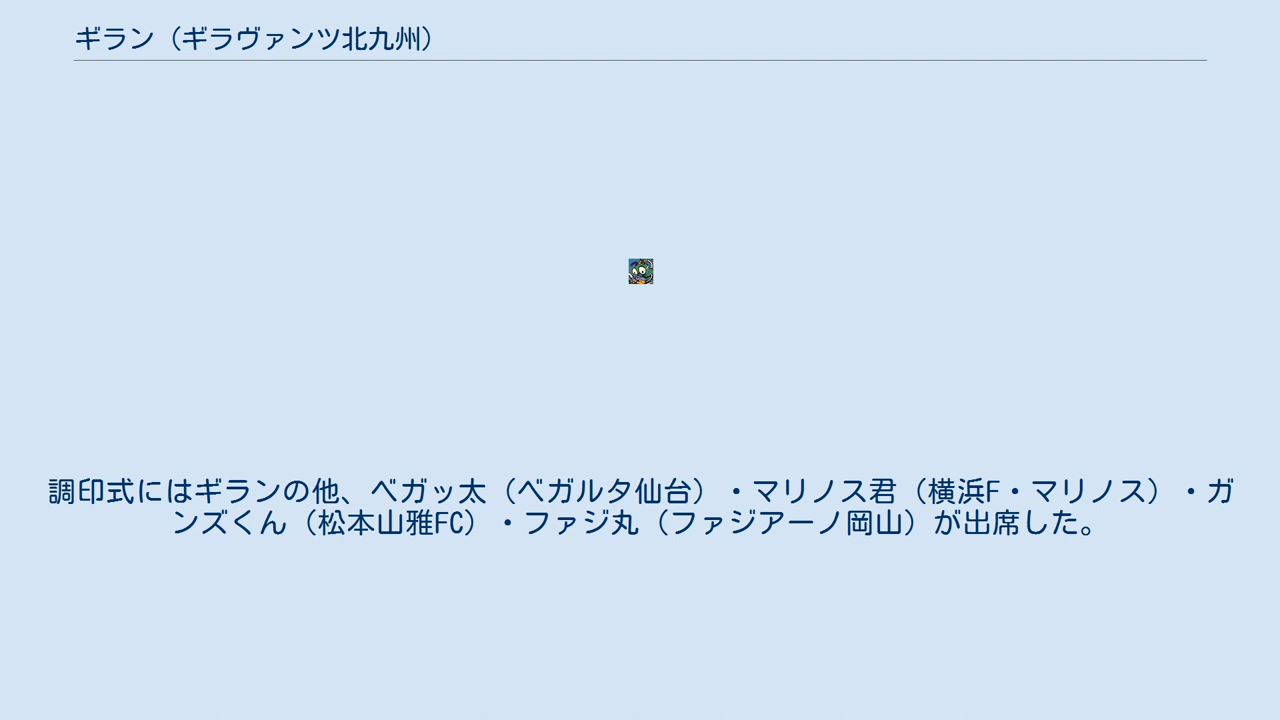 ギラン（ギラヴァンツ北九州）
調印式にはギランの他、ベガッ太（ベガルタ仙台）・マリノス君（横浜F・マリノス）・ガ
ンズくん（松本山雅FC）・ファジ丸（ファジアーノ岡山）が出席した。